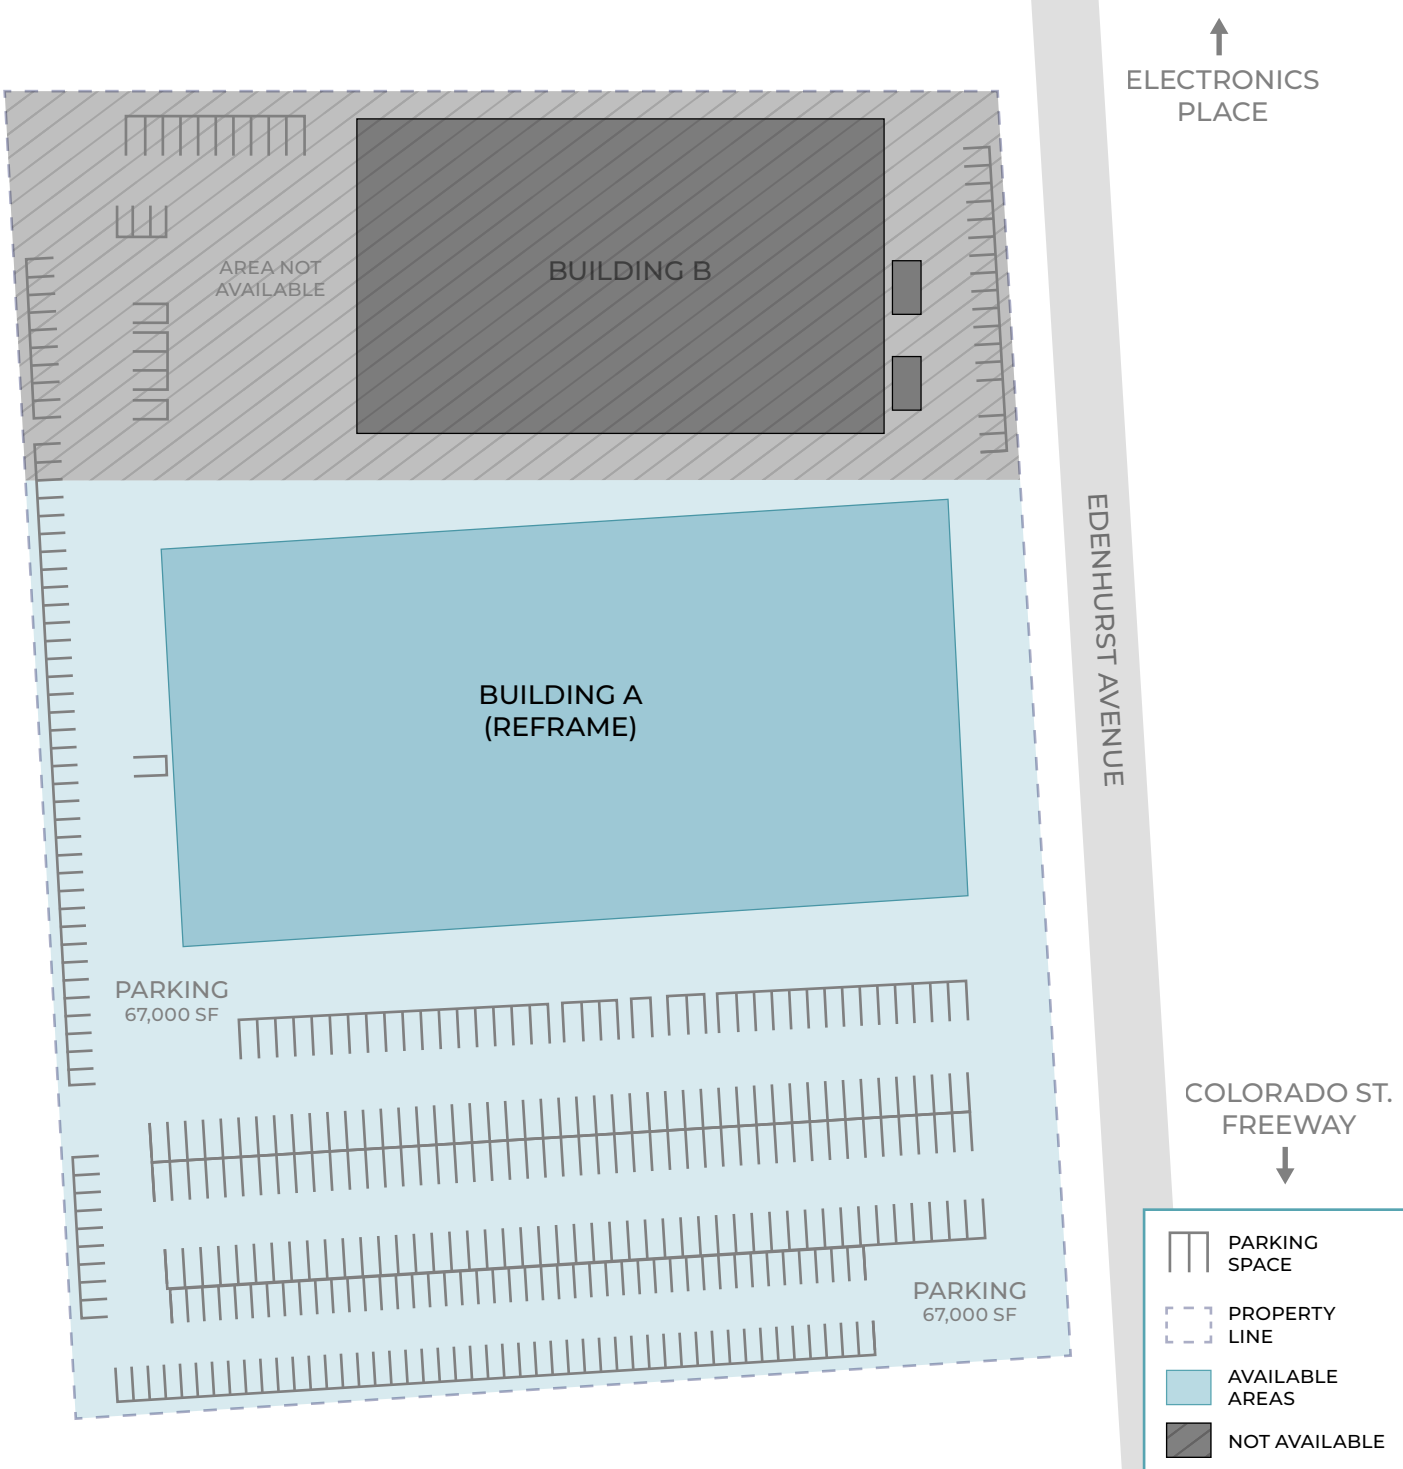 ELECTRONICS
PLACE
AREA NOT
AVAILABLE
BUILDING B
EDENHURST AVENUE
BUILDING A
(REFRAME)
PARKING
67,000 SF
COLORADO ST.
FREEWAY
PARKING
67,000 SF
PARKING
SPACE
PROPERTY
LINE
AVAILABLE
AREAS
NOT AVAILABLE